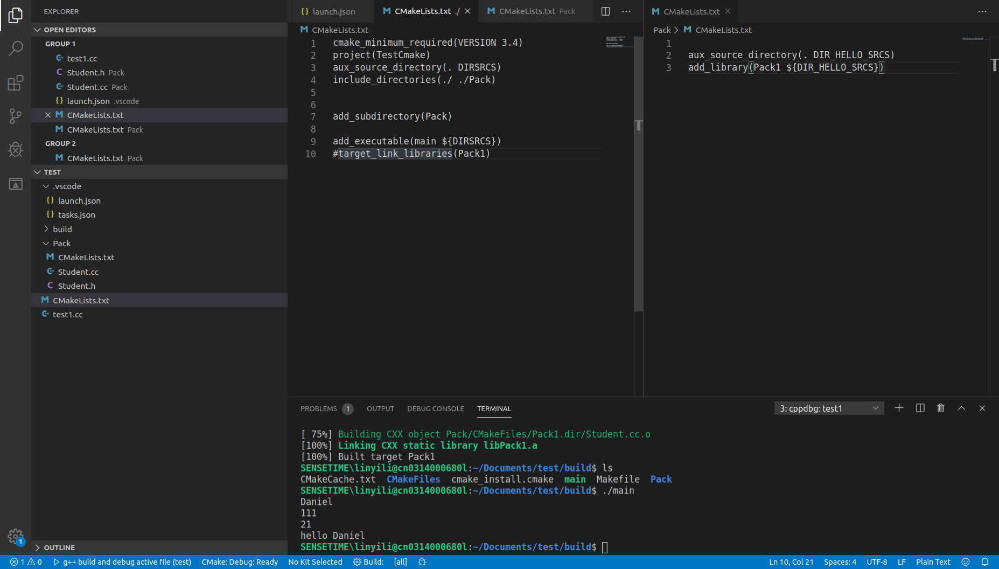 EXPLORER
OPEN EDITORS
GROUP 1
test1.cc
Student.h Pack
Student.cc Pack
launch.json .vscode
CMakeLists.txt
CMakeLists.txt Pack
GROUP 2
CMakeLists.txt Pack
TEST
.vscode
launch.json
tasks.json
build
Pack
CMakeLists.txt
Student.cc
Student.h
CMakeLists.txt
test1.cc
OUTLINE
launch.json
CMakeLists.txt ./
CMakeLists.txt Pack
CMakeLists.txt
1 cmake_minimum_required(VERSION 3.4)
2 project(TestCmake)
3 aux_source_directory(. DIRSRCS)
4 include_directories(./ ./Pack)
5
6
7 add_subdirectory(Pack)
8
9 add_executable(main ${DIRSRCS})
10 #target_link_libraries(Pack1)
CMakeLists.txt
Pack > CMakeLists.txt
1
2 aux_source_directory(. DIR_HELLO_SRCS)
3 add_library(Pack1 ${DIR_HELLO_SRCS})
PROBLEMS 1 OUTPUT DEBUG CONSOLE TERMINAL
3: cppdbg: test1
[ 75%] Building CXX object Pack/CMakeFiles/Pack1.dir/Student.cc.o
[100%] Linking CXX static library libPack1.a
[100%] Built target Pack1
SENSETIME\linyili@cn0314000680l:~/Documents/test/build$ ls
CMakeCache.txt CMakeFiles cmake_install.cmake main Makefile Pack
SENSETIME\linyili@cn0314000680l:~/Documents/test/build$ ./main
Daniel
111
21
hello Daniel
SENSETIME\linyili@cn0314000680l:~/Documents/test/build$
1
1 0 g++ build and debug active file (test) CMake: Debug: Ready No Kit Selected Build: [all] Ln 10, Col 21 Spaces: 4 UTF-8 LF Plain Text